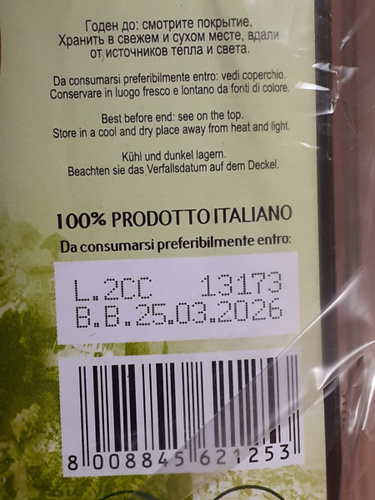 Годен до: смотрите покрытие.
Хранить в свежем и сухом месте, вдали
от источников тепла и света.
Da consumarsi preferibilmente entro: vedi coperchio.
Conservare in luogo fresco e lontano da fonti di calore.
Best before end: see on the top.
Store in a cool and dry place away from heat and light.
Kühl und dunkel lagern.
Beachten sie das Verfallsdatum auf dem Deckel.
100% PRODOTTO ITALIANO
Da consumarsi preferibilmente entro:
L.2CC 13173
B.B.25.03.2026
8 008845 621253